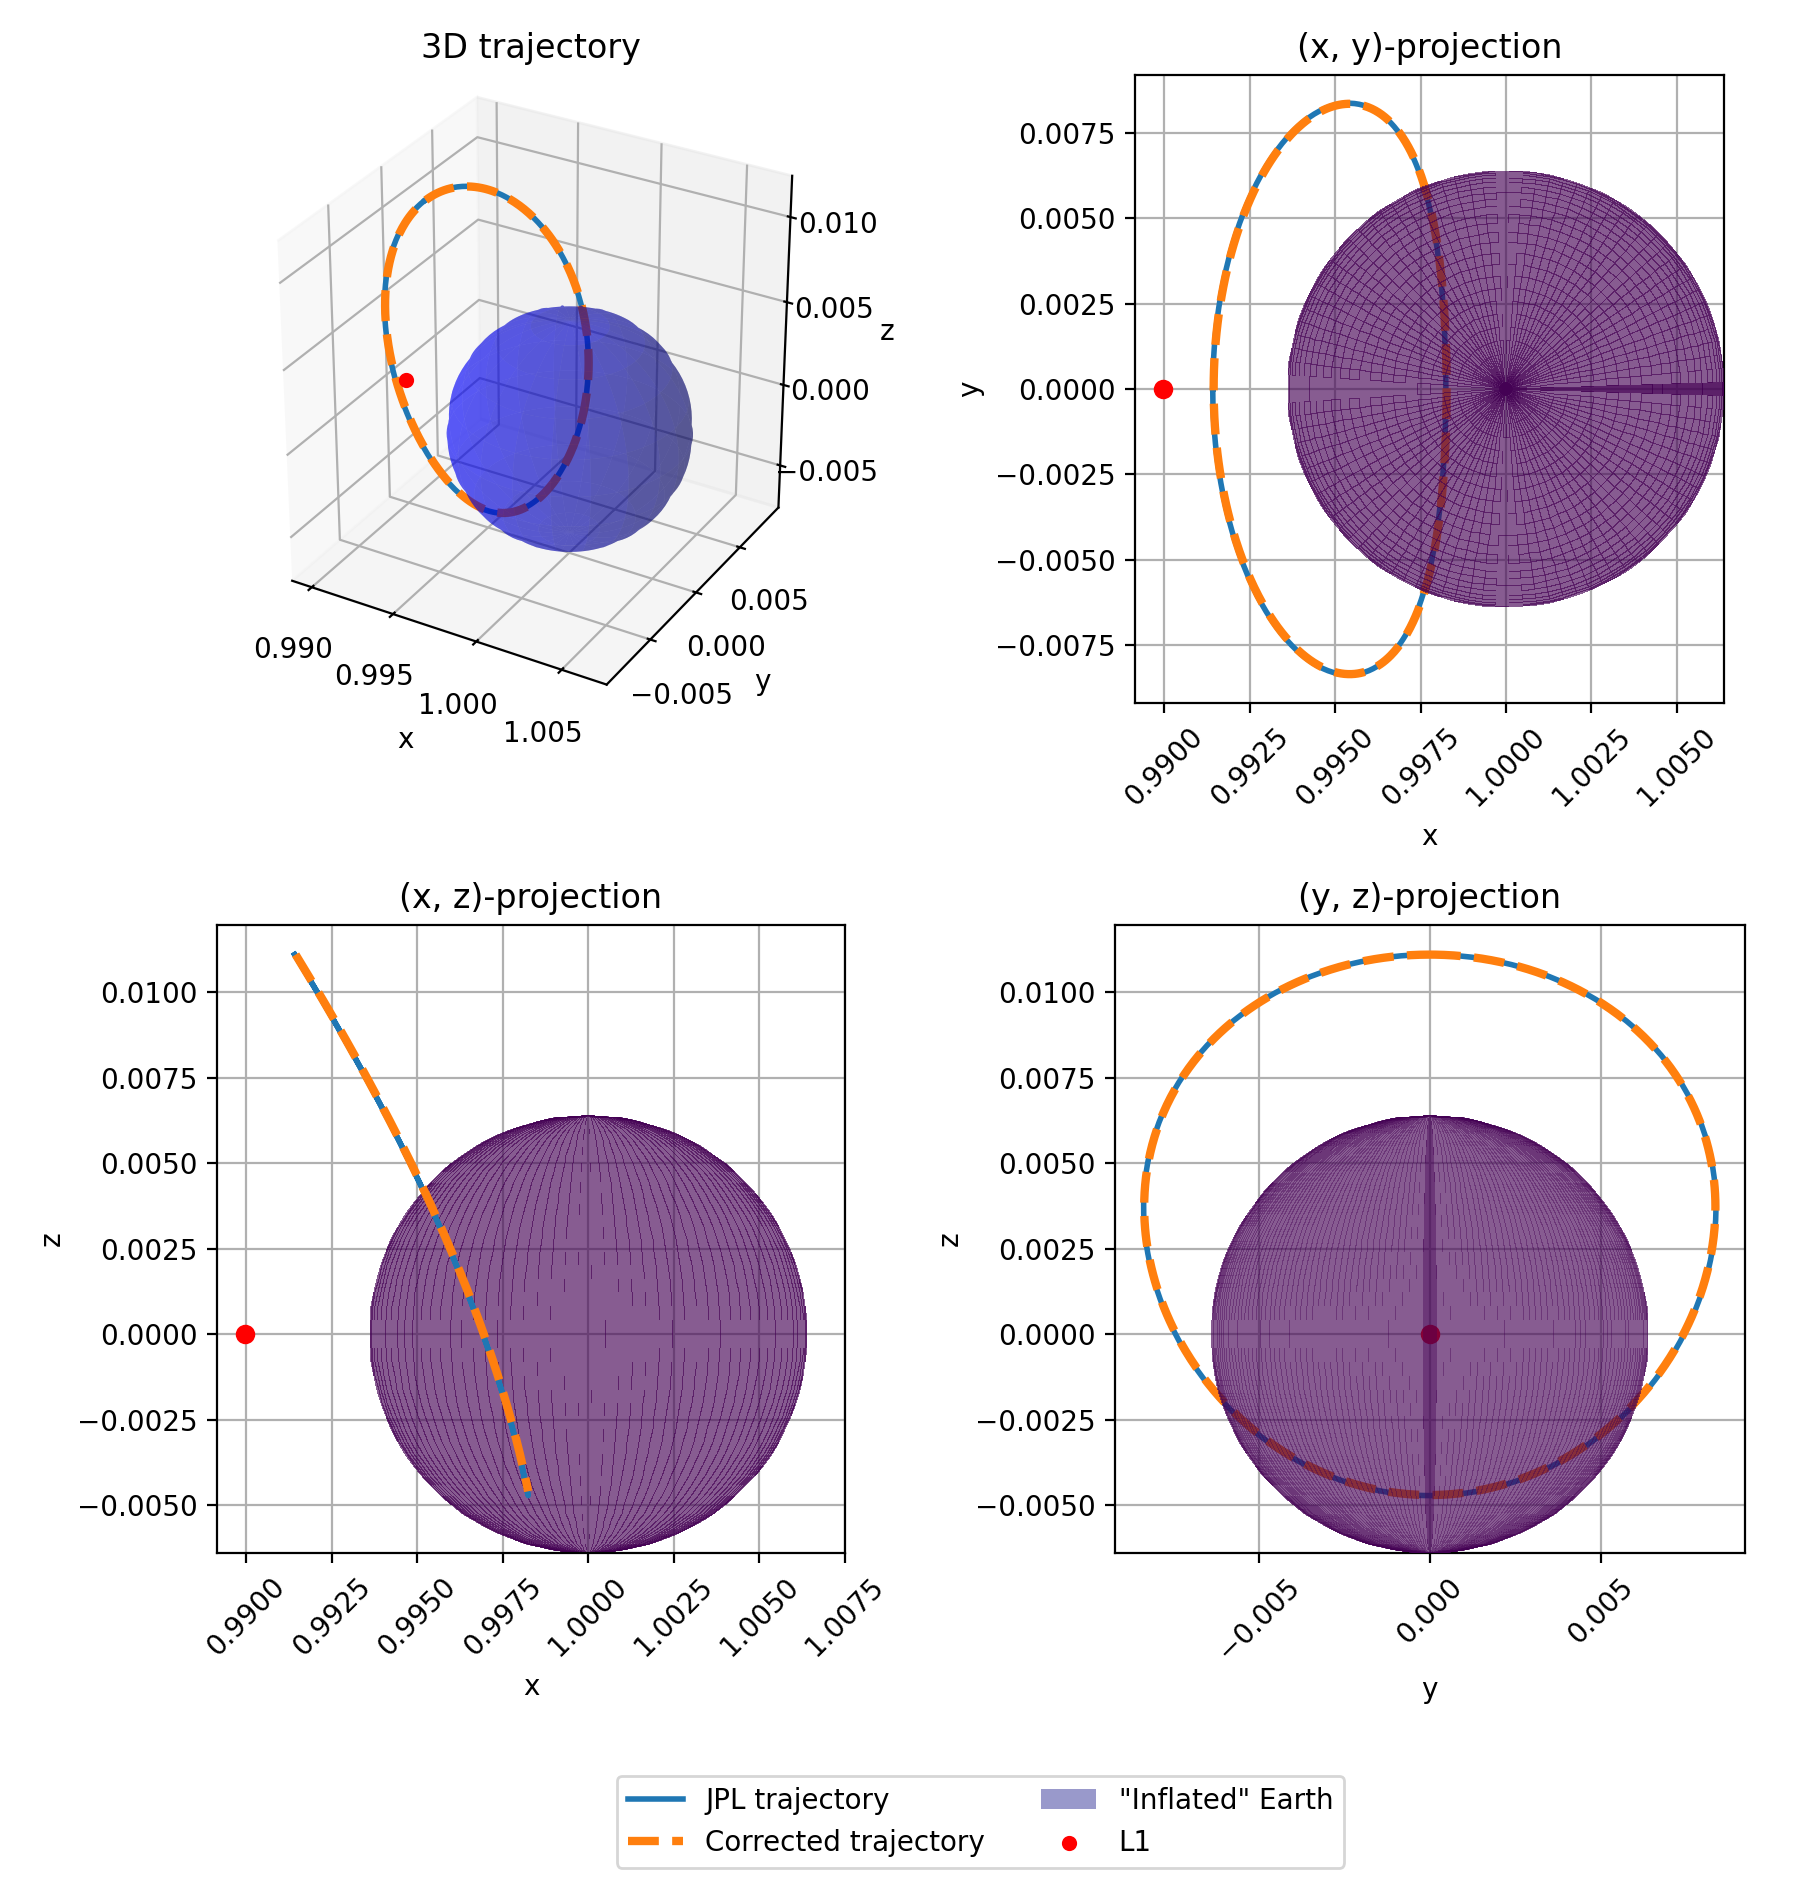 3D trajectory
0.010
0.005
0.000
−0.005
z
0.990
0.995
1.000
1.005
x
0.005
0.000
−0.005
y
(x, y)-projection
0.0075
0.0050
0.0025
0.0000
−0.0025
−0.0050
−0.0075
y
0.9900
0.9925
0.9950
0.9975
1.0000
1.0025
1.0050
x
(x, z)-projection
0.0100
0.0075
0.0050
0.0025
0.0000
−0.0025
−0.0050
z
0.9900
0.9925
0.9950
0.9975
1.0000
1.0025
1.0050
1.0075
x
(y, z)-projection
0.0100
0.0075
0.0050
0.0025
0.0000
−0.0025
−0.0050
z
−0.005
0.000
0.005
y
JPL trajectory
Corrected trajectory
"Inflated" Earth
L1